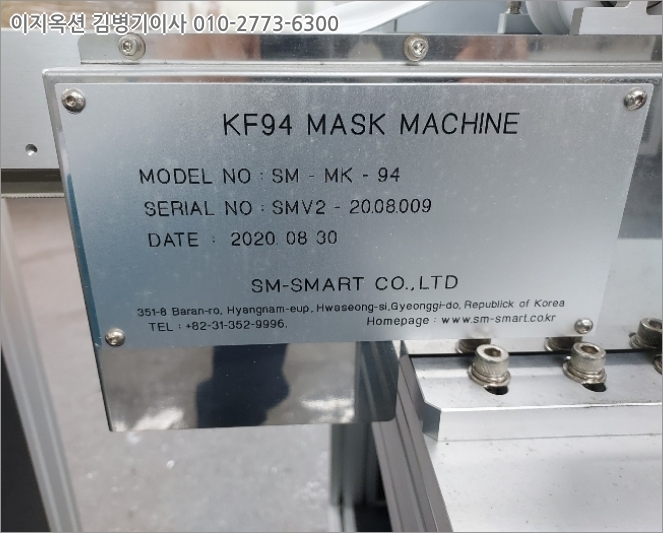 이지옥션 김병기이사 010-2773-6300
KF94 MASK MACHINE
MODEL NO : SM - MK - 94
SERIAL NO : SMV2 - 20.08.009
DATE : 2020. 08 30
SM-SMART CO.,LTD
351-8 Baran-ro, Hyangnam-eup, Hwaseong-si,Gyeonggi-do, Republick of Korea
TEL : +82-31-352-9996. Homepage : www.sm-smart.co.kr